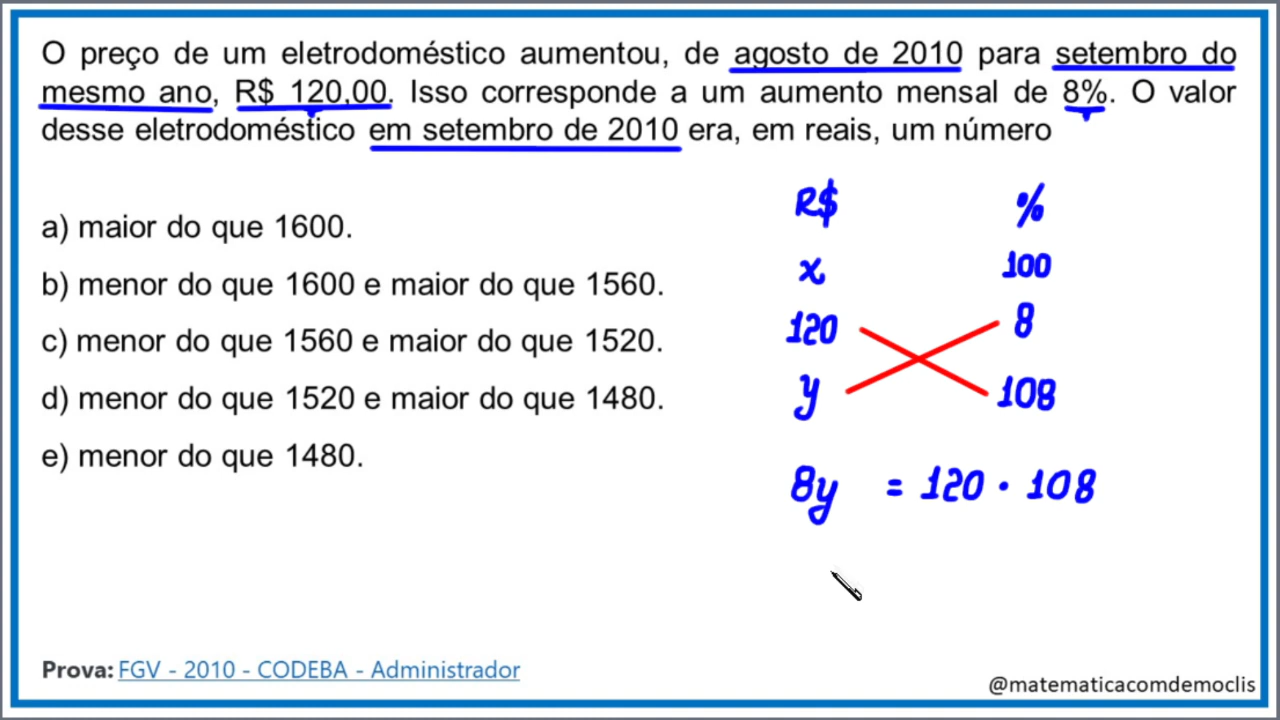 O preço de um eletrodoméstico aumentou, de agosto de 2010 para setembro do
mesmo ano, R$ 120,00. Isso corresponde a um aumento mensal de 8%. O valor
desse eletrodoméstico em setembro de 2010 era, em reais, um número
a) maior do que 1600.
b) menor do que 1600 e maior do que 1560.
c) menor do que 1560 e maior do que 1520.
d) menor do que 1520 e maior do que 1480.
e) menor do que 1480.
R$ %
x 100
120 8
y 108
8y = 120 · 108
Prova: FGV - 2010 - CODEBA - Administrador
@matematicacomdemoclis